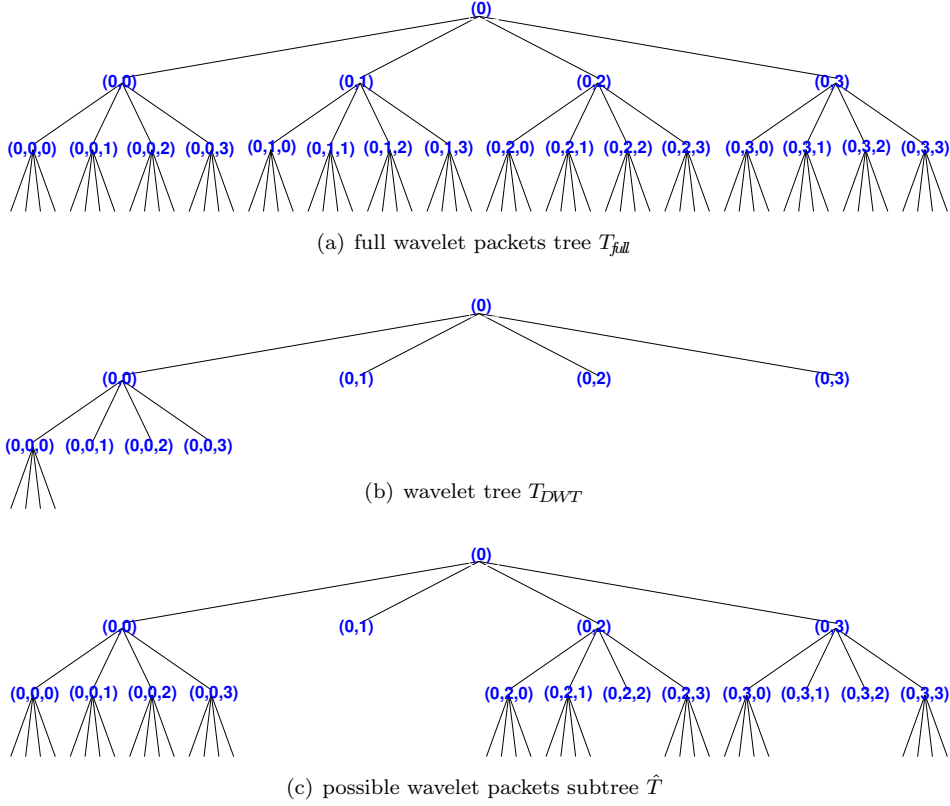 (0)
(0,0) (0,1) (0,2) (0,3)
(0,0,0) (0,0,1) (0,0,2) (0,0,3) (0,1,0) (0,1,1) (0,1,2) (0,1,3) (0,2,0) (0,2,1) (0,2,2) (0,2,3) (0,3,0) (0,3,1) (0,3,2) (0,3,3)
(a) full wavelet packets tree T_full
(0)
(0,0) (0,1) (0,2) (0,3)
(0,0,0) (0,0,1) (0,0,2) (0,0,3)
(b) wavelet tree T_DWT
(0)
(0,0) (0,1) (0,2) (0,3)
(0,0,0) (0,0,1) (0,0,2) (0,0,3) (0,2,0) (0,2,1) (0,2,2) (0,2,3) (0,3,0) (0,3,1) (0,3,2) (0,3,3)
(c) possible wavelet packets subtree T̂